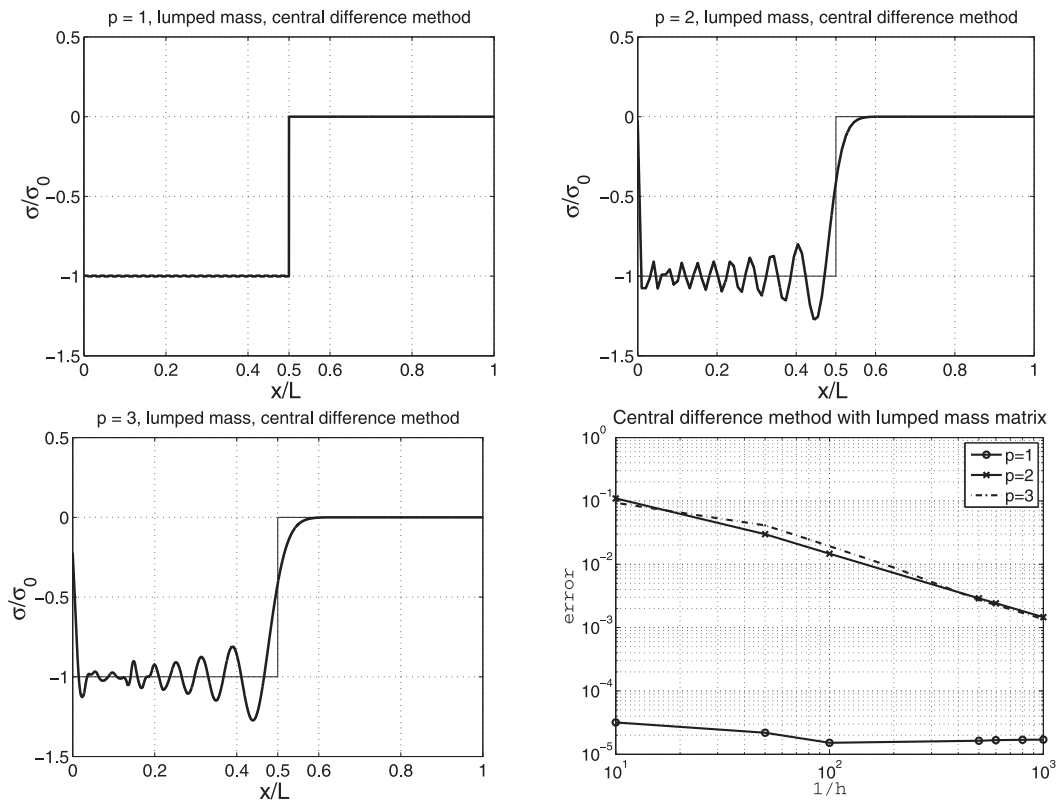 p = 1, lumped mass, central difference method
0.5
0
−0.5
−1
−1.5
σ/σ0
0 0.2 0.4 0.5 0.6 0.8 1
x/L
p = 2, lumped mass, central difference method
0.5
0
−0.5
−1
−1.5
σ/σ0
0 0.2 0.4 0.5 0.6 0.8 1
x/L
p = 3, lumped mass, central difference method
0.5
0
−0.5
−1
−1.5
σ/σ0
0 0.2 0.4 0.5 0.6 0.8 1
x/L
Central difference method with lumped mass matrix
10^0
10^-1
10^-2
10^-3
10^-4
10^-5
error
p=1
p=2
p=3
10^1 10^2 10^3
1/h